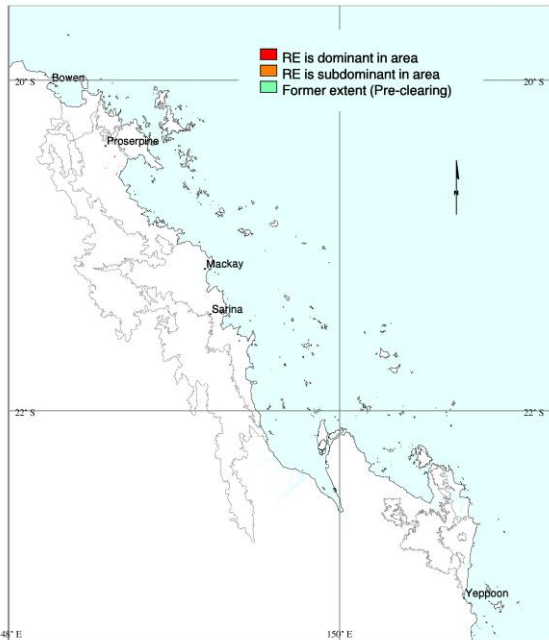 RE is dominant in area
RE is subdominant in area
Former extent (Pre-clearing)
20° S
20° S
Bowen
Proserpine
N
Mackay
Sarina
22° S
22° S
Yeppoon
48° E
150° E